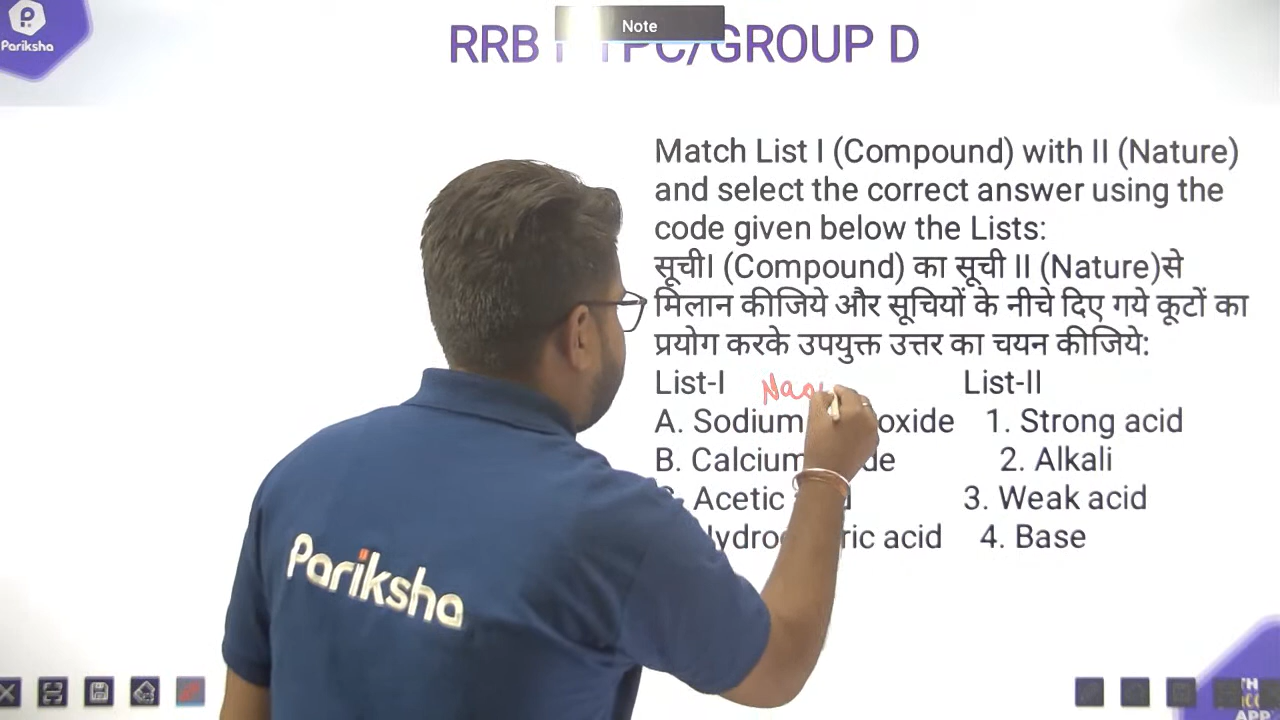 Pariksha
Note
RRB TPC/GROUP D
Match List I (Compound) with II (Nature)
and select the correct answer using the
code given below the Lists:
सूचीI (Compound) का सूची II (Nature)से
मिलान कीजिये और सूचियों के नीचे दिए गये कूटों का
प्रयोग करके उपयुक्त उत्तर का चयन कीजिये:
List-I List-II
A. Sodium oxide 1. Strong acid
B. Calcium 2. Alkali
Acetic 3. Weak acid
ric acid 4. Base
Pariksha
APP